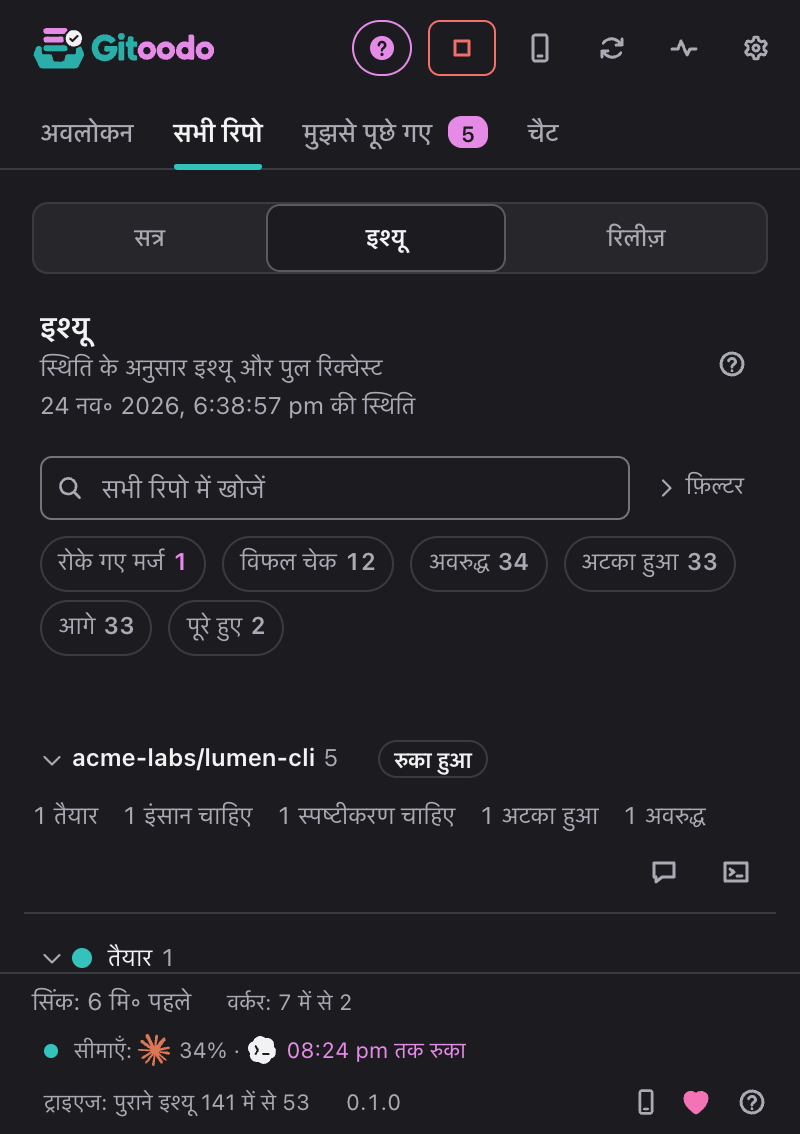 Gitoodo
अवलोकन सभी रिपो मुझसे पूछे गए 5 चैट
सत्र इश्यू रिलीज़
इश्यू
स्थिति के अनुसार इश्यू और पुल रिक्वेस्ट
24 नव॰ 2026, 6:38:57 pm की स्थिति
सभी रिपो में खोजें फ़िल्टर
रोके गए मर्ज 1 विफल चेक 12 अवरुद्ध 34 अटका हुआ 33
आगे 33 पूरे हुए 2
acme-labs/lumen-cli 5 रुका हुआ
1 तैयार 1 इंसान चाहिए 1 स्पष्टीकरण चाहिए 1 अटका हुआ 1 अवरुद्ध
तैयार 1
सिंक: 6 मि॰ पहले वर्कर: 7 में से 2
सीमाएँ: 34% · 08:24 pm तक रुका
ट्राइएज: पुराने इश्यू 141 में से 53 0.1.0